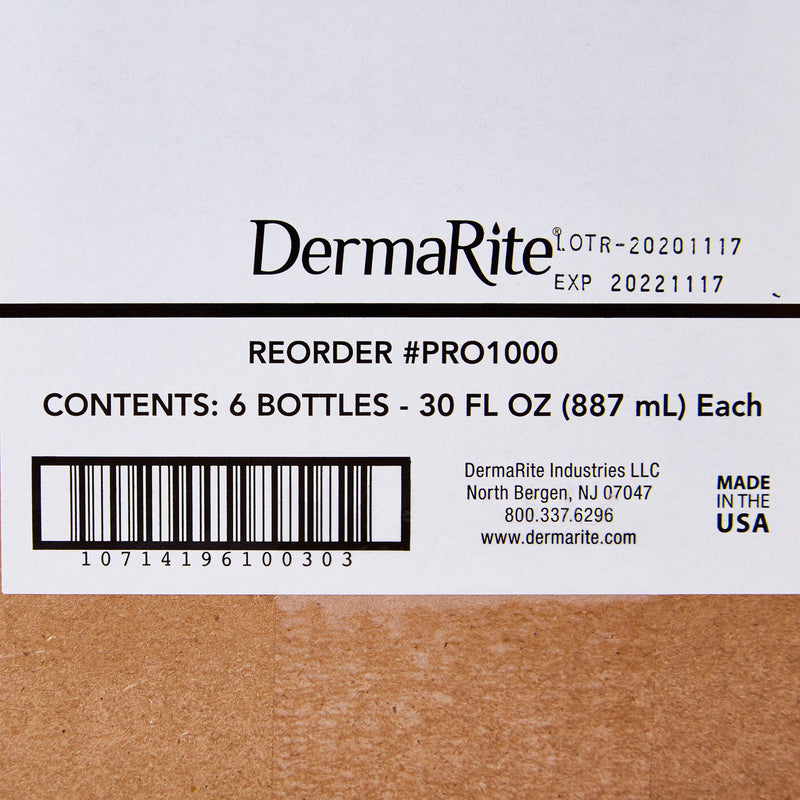 DermaRite® LOTR-20201117
EXP 20221117
REORDER #PRO1000
CONTENTS: 6 BOTTLES - 30 FL OZ (887 mL) Each
10714196100303
DermaRite Industries LLC
North Bergen, NJ 07047
800.337.6296
www.dermarite.com
MADE
IN THE
USA